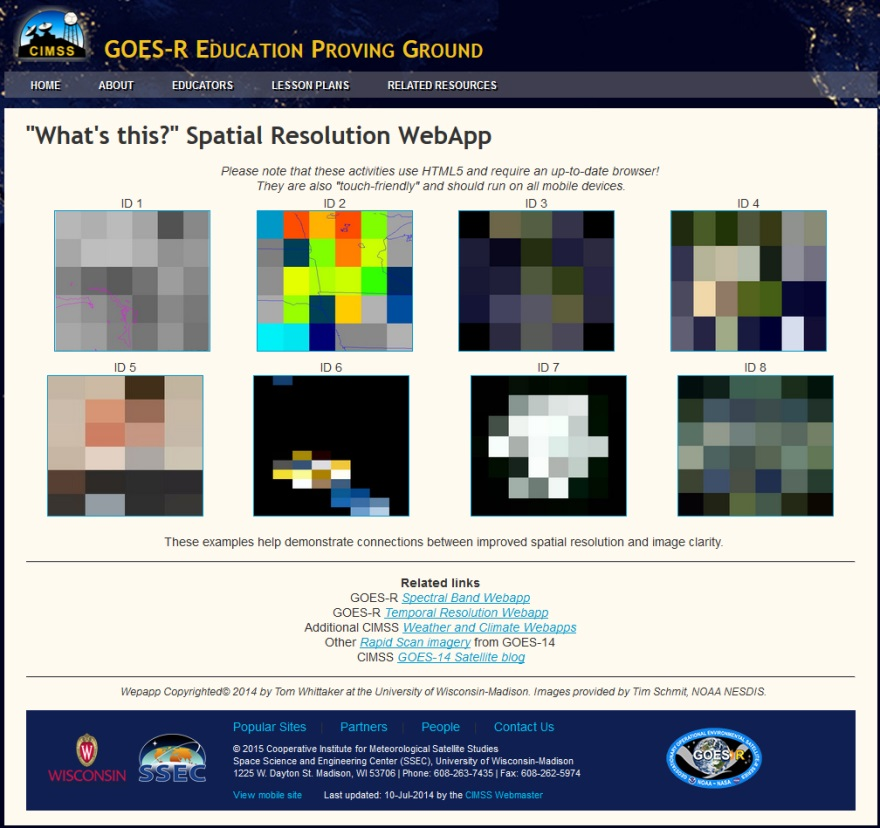 CIMSS
GOES-R Education Proving Ground
HOME ABOUT EDUCATORS LESSON PLANS RELATED RESOURCES
"What's this?" Spatial Resolution WebApp
Please note that these activities use HTML5 and require an up-to-date browser!
They are also "touch-friendly" and should run on all mobile devices.
ID 1 ID 2 ID 3 ID 4
ID 5 ID 6 ID 7 ID 8
These examples help demonstrate connections between improved spatial resolution and image clarity.
Related links
GOES-R Spectral Band Webapp
GOES-R Temporal Resolution Webapp
Additional CIMSS Weather and Climate Webapps
Other Rapid Scan imagery from GOES-14
CIMSS GOES-14 Satellite blog
Wepapp Copyrighted© 2014 by Tom Whittaker at the University of Wisconsin-Madison. Images provided by Tim Schmit, NOAA NESDIS.
Popular Sites | Partners | People | Contact Us
© 2015 Cooperative Institute for Meteorological Satellite Studies
Space Science and Engineering Center (SSEC), University of Wisconsin-Madison
1225 W. Dayton St. Madison, WI 53706 | Phone: 608-263-7435 | Fax: 608-262-5974
View mobile site Last updated: 10-Jul-2014 by the CIMSS Webmaster
WISCONSIN
SSEC
GOES R
NOAA NASA